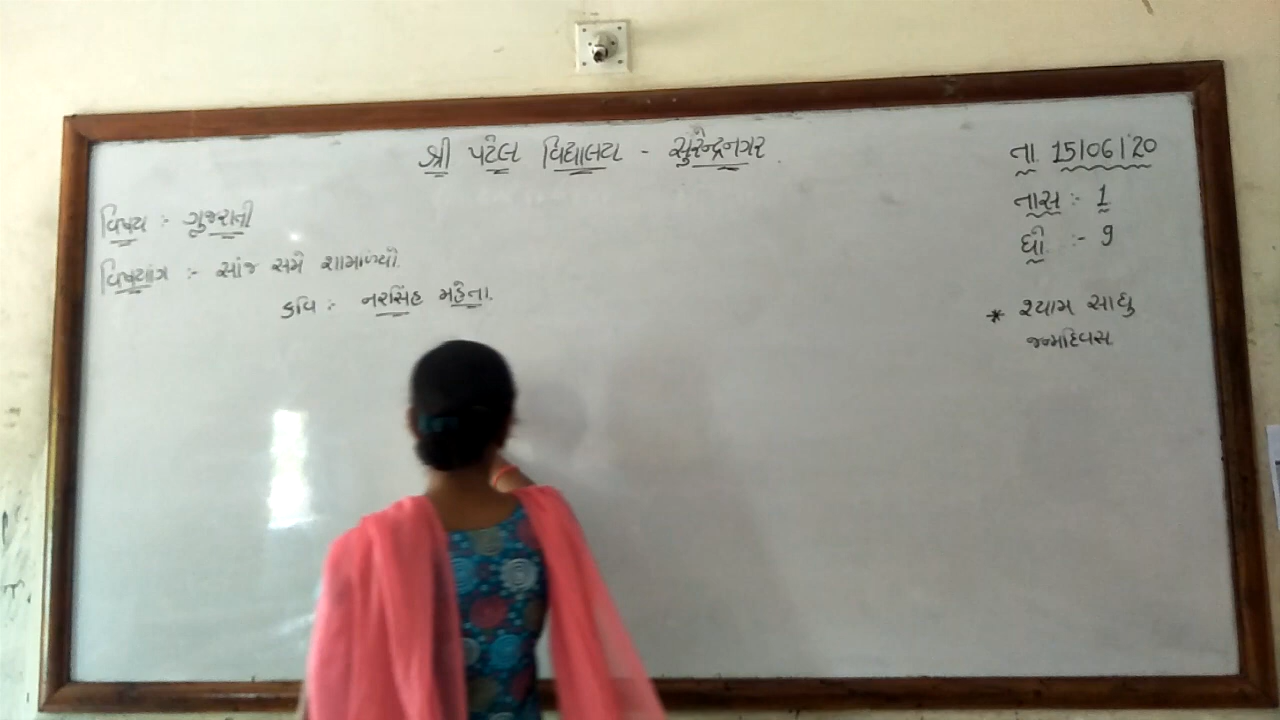 શ્રી પટેલ વિદ્યાલય - સુરેન્દ્રનગર.
તા. 15/06/20
વિષય :- ગુજરાતી
તાસ :- 1
વિષયાંગ :- સાંજ સમે શામળિયો.
ધો :- 9
કવિ :- નરસિંહ મહેતા.
* શ્યામ સાધુ
જન્મદિવસ.